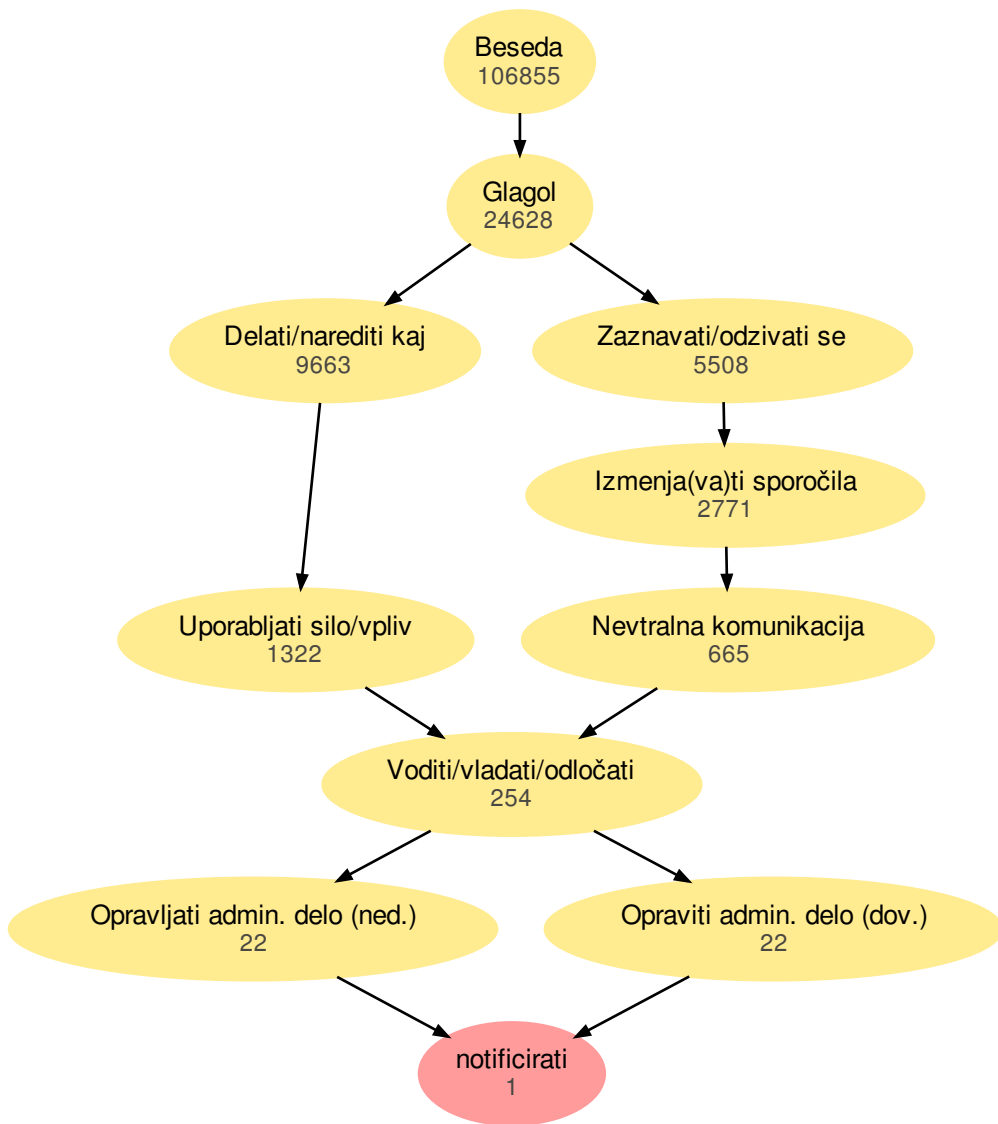 Beseda
106855
Glagol
24628
Delati/narediti kaj
9663
Zaznavati/odzivati se
5508
Izmenja(va)ti sporočila
2771
Uporabljati silo/vpliv
1322
Nevtralna komunikacija
665
Voditi/vladati/odločati
254
Opravljati admin. delo (ned.)
22
Opraviti admin. delo (dov.)
22
notificirati
1